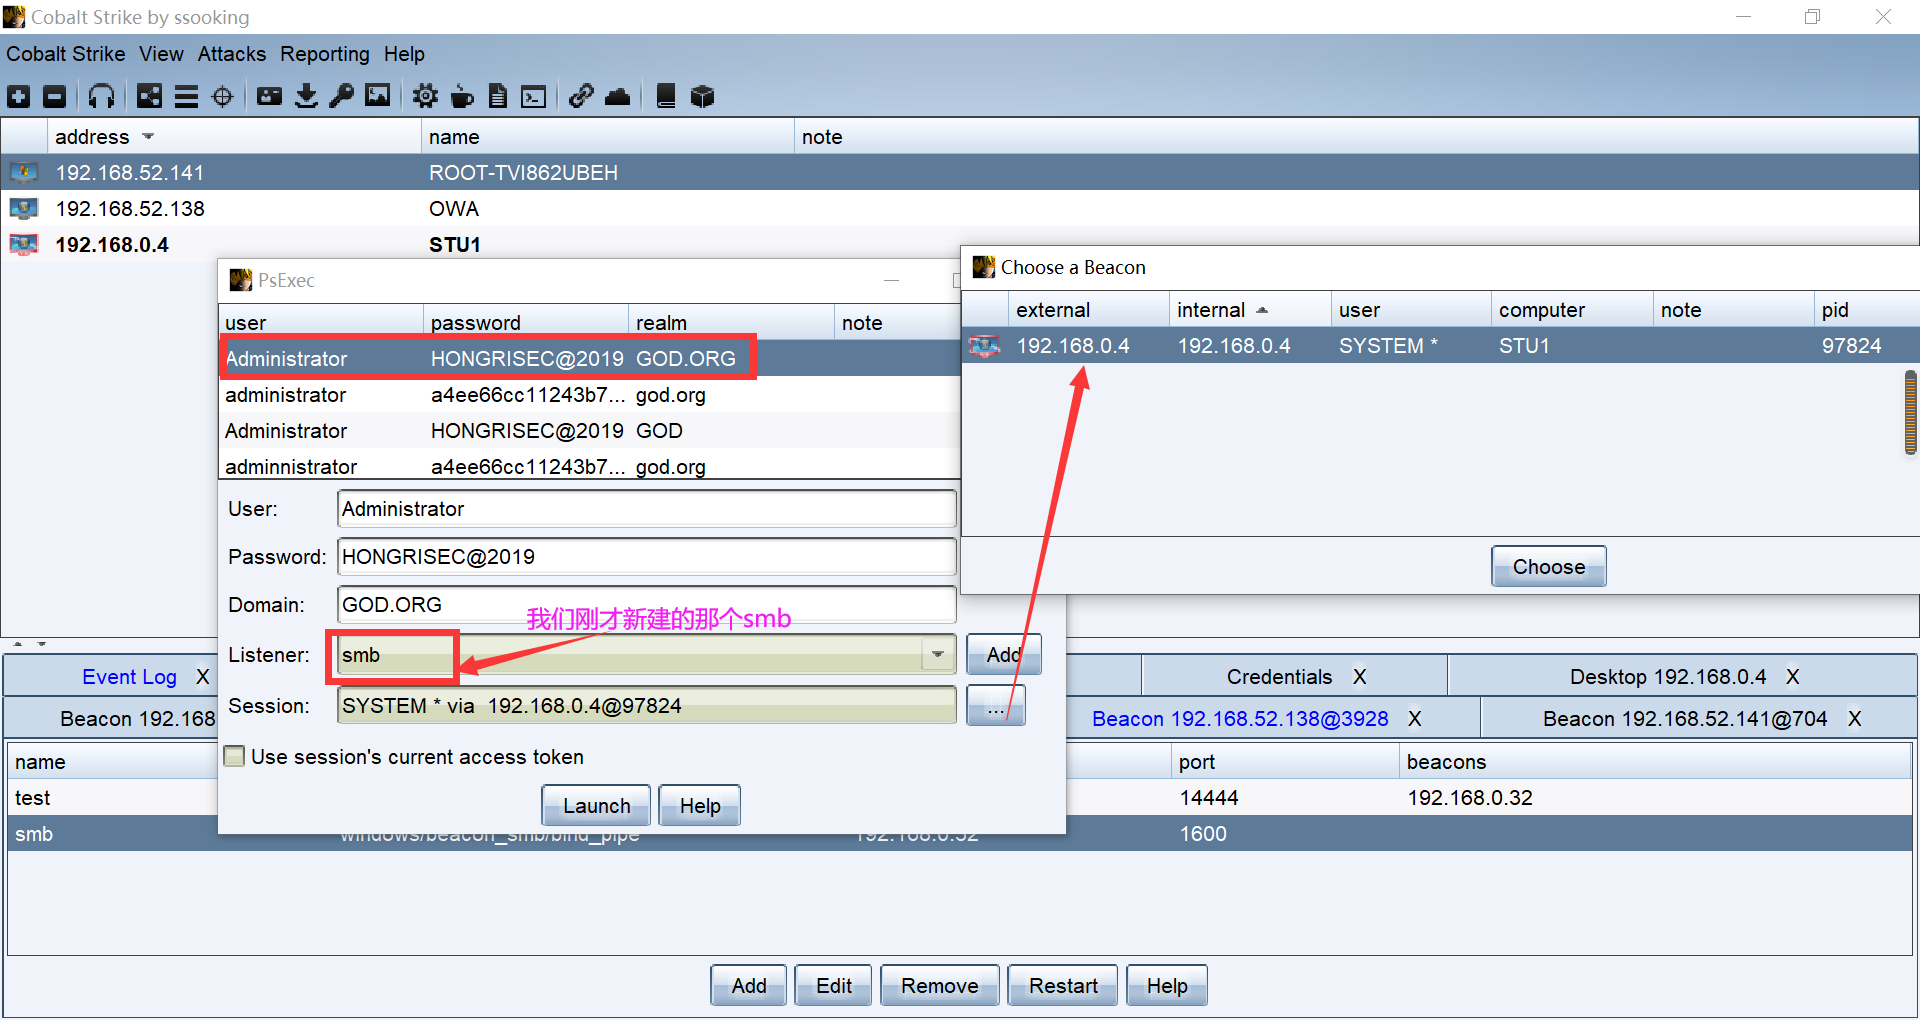 Cobalt Strike by ssooking
Cobalt Strike View Attacks Reporting Help
address name note
192.168.52.141 ROOT-TVI862UBEH
192.168.52.138 OWA
192.168.0.4 STU1
PsExec
user password realm note
Administrator HONGRISEC@2019 GOD.ORG
administrator a4ee66cc11243b7... god.org
Administrator HONGRISEC@2019 GOD
adminnistrator a4ee66cc11243b7... god.org
User: Administrator
Password: HONGRISEC@2019
Domain: GOD.ORG
我们刚才新建的那个smb
Listener: smb Add
Session: SYSTEM * via 192.168.0.4@97824 ...
Use session's current access token
Launch Help
Choose a Beacon
external internal user computer note pid
192.168.0.4 192.168.0.4 SYSTEM * STU1 97824
Choose
Event Log X Credentials X Desktop 192.168.0.4 X
Beacon 192.168 Beacon 192.168.52.138@3928 X Beacon 192.168.52.141@704 X
name port beacons
test 14444 192.168.0.32
smb windows/beacon_smb/bind_pipe 192.168.0.32 1600
Add Edit Remove Restart Help